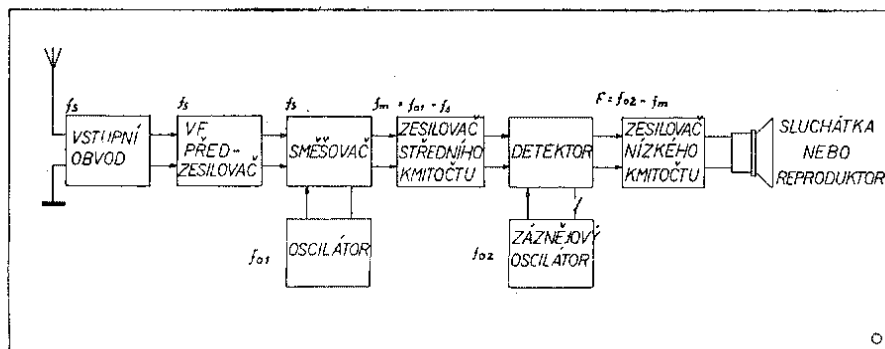 fs
VSTUPNÍ
OBVOD
fs
VF
PŘED-
ZESILOVAČ
fs
SMĚŠOVAČ
fm = fo1 - fs
ZESILOVAČ
STŘEDNÍHO
KMITOČTU
DETEKTOR
F = fo2 - fm
ZESILOVAČ
NÍZKÉHO
KMITOČTU
SLUCHÁTKA
NEBO
REPRODUKTOR
fo1
OSCILÁTOR
fo2
ZÁZNĚJOVÝ
OSCILÁTOR